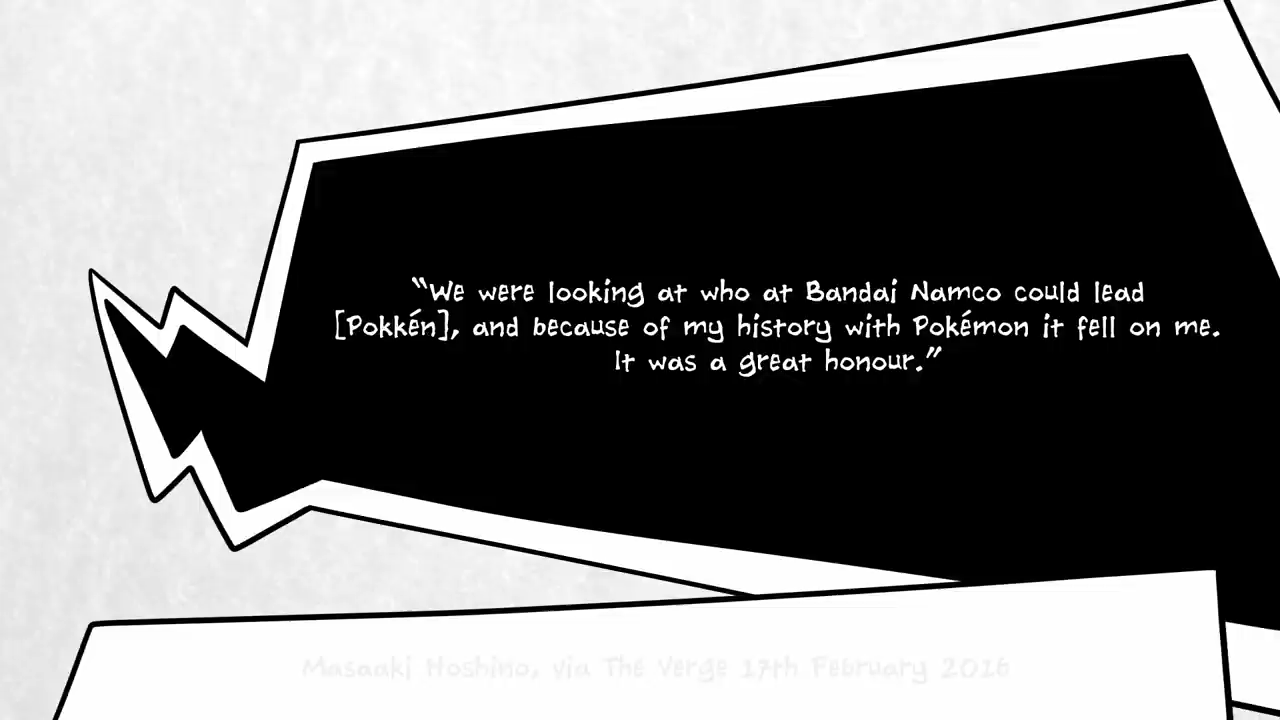 “We were looking at who at Bandai Namco could lead
[Pokkén], and because of my history with Pokémon it fell on me.
It was a great honour.”
Masaaki Hoshino, via The Verge 17th February 2016